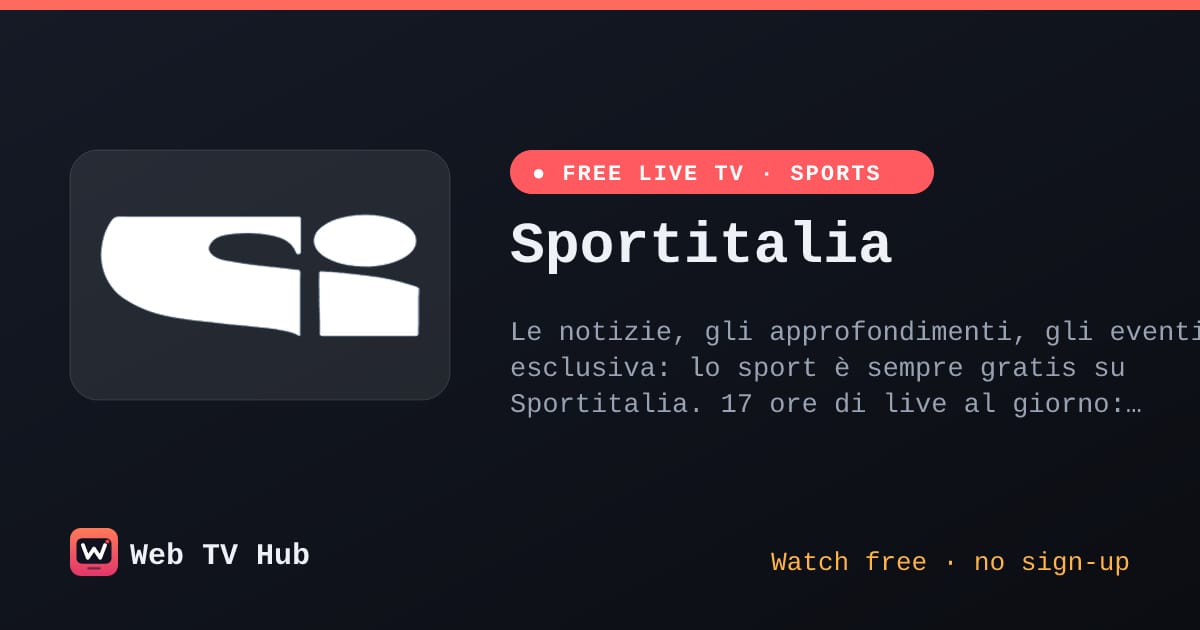 si
● FREE LIVE TV · SPORTS
Sportitalia
Le notizie, gli approfondimenti, gli eventi
esclusiva: lo sport è sempre gratis su
Sportitalia. 17 ore di live al giorno:…
W
Web TV Hub
Watch free · no sign-up